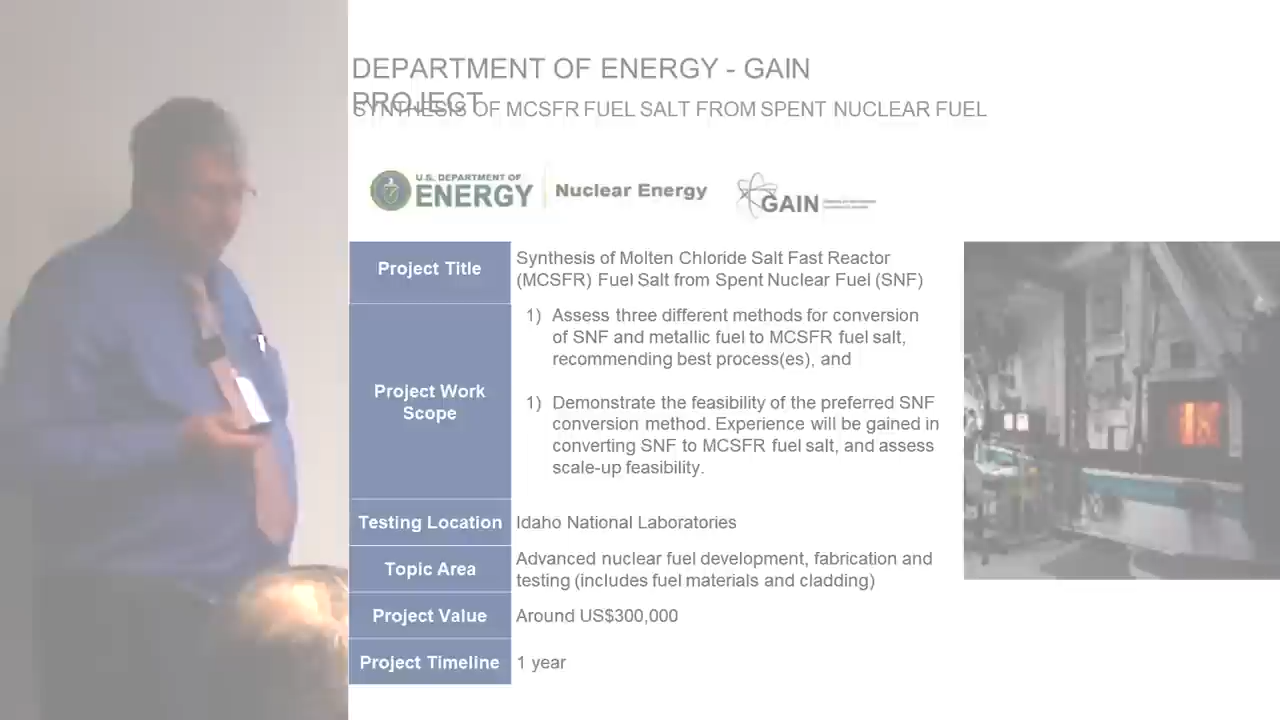 DEPARTMENT OF ENERGY - GAIN
PROJECT
SYNTHESIS OF MCSFR FUEL SALT FROM SPENT NUCLEAR FUEL
U.S. DEPARTMENT OF
ENERGY
Nuclear Energy
GAIN
Project Title
Synthesis of Molten Chloride Salt Fast Reactor
(MCSFR) Fuel Salt from Spent Nuclear Fuel (SNF)
Project Work
Scope
1) Assess three different methods for conversion
of SNF and metallic fuel to MCSFR fuel salt,
recommending best process(es), and
1) Demonstrate the feasibility of the preferred SNF
conversion method. Experience will be gained in
converting SNF to MCSFR fuel salt, and assess
scale-up feasibility.
Testing Location
Idaho National Laboratories
Topic Area
Advanced nuclear fuel development, fabrication and
testing (includes fuel materials and cladding)
Project Value
Around US$300,000
Project Timeline
1 year